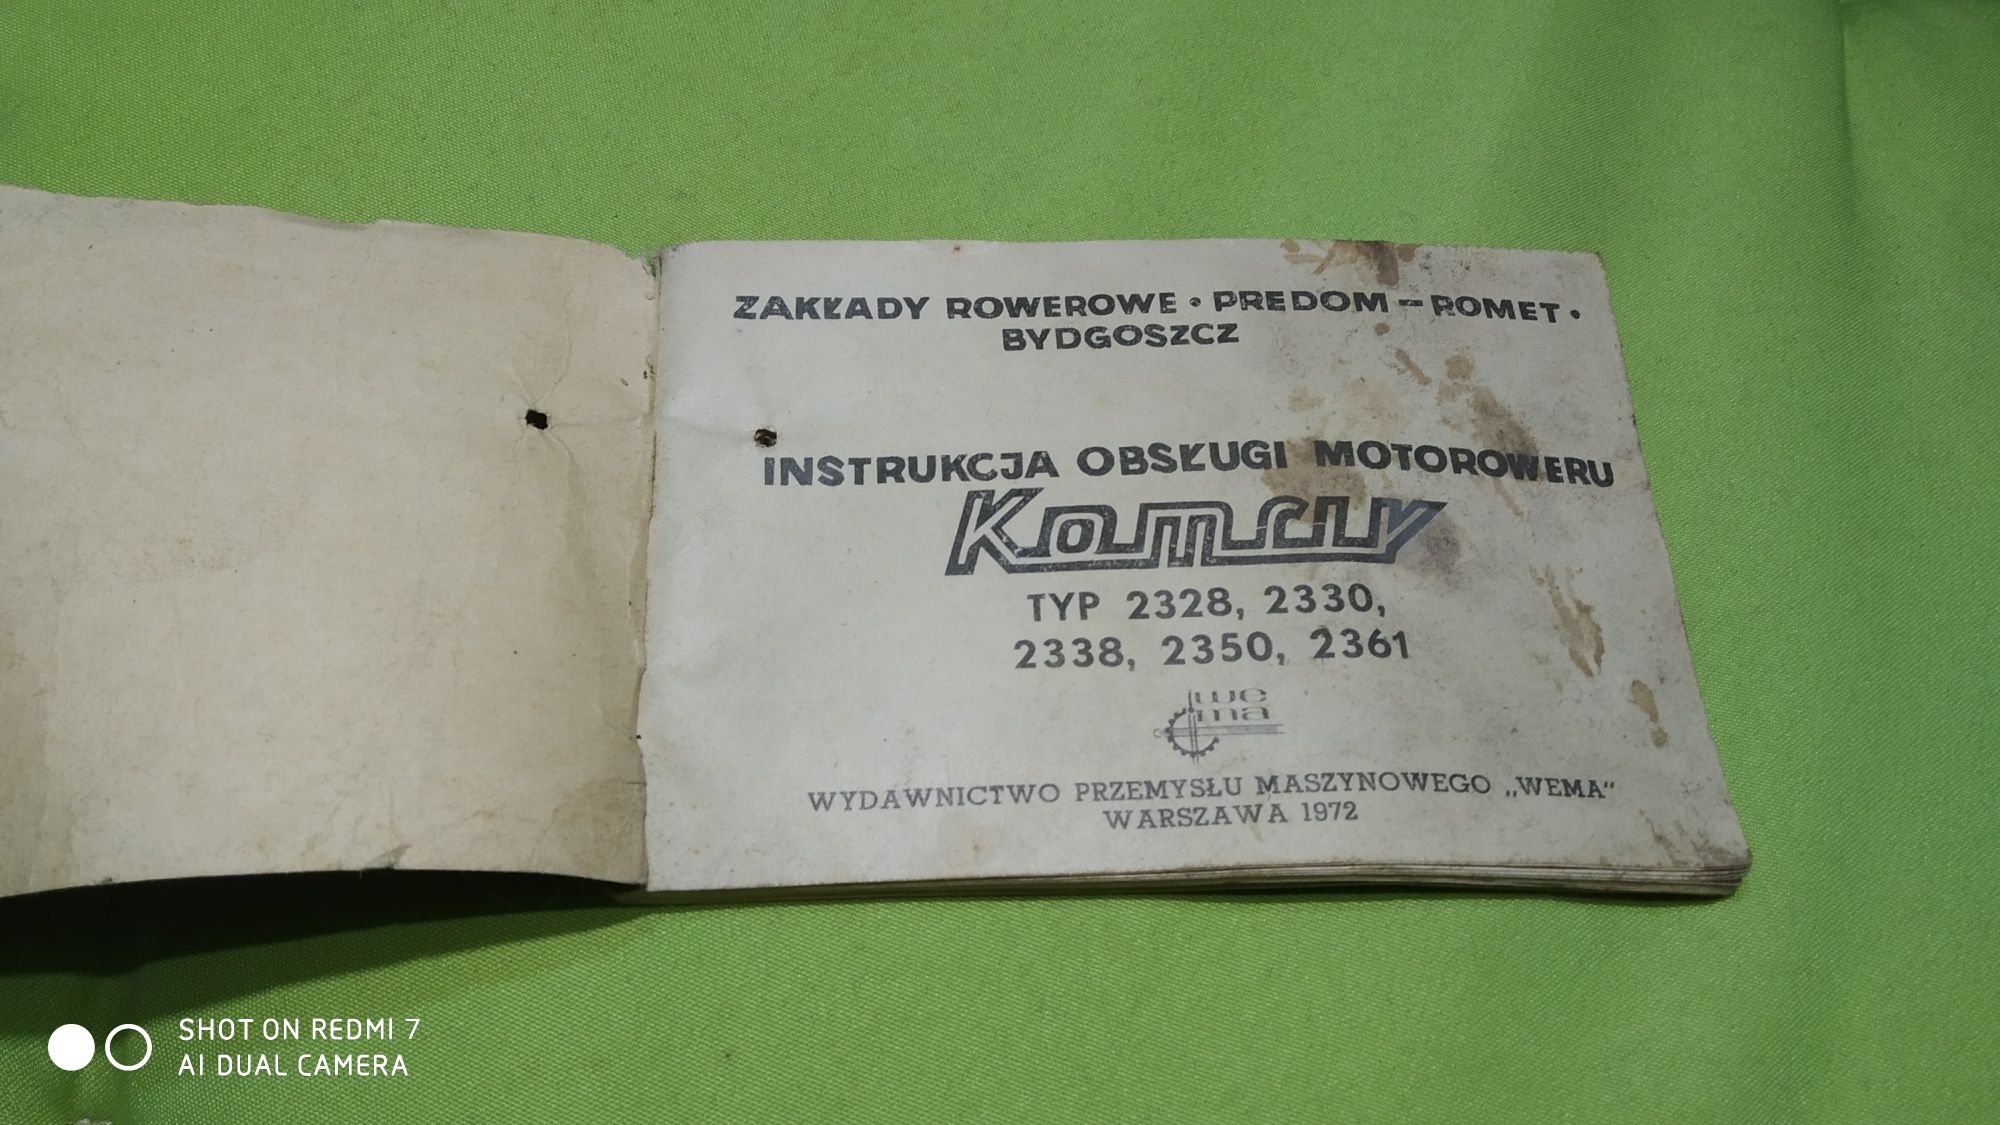 ZAKŁADY ROWEROWE • PREDOM – ROMET •
BYDGOSZCZ
INSTRUKCJA OBSŁUGI MOTOROWERU
Komar
TYP 2328, 2330,
2338, 2350, 2361
we
ma
WYDAWNICTWO PRZEMYSŁU MASZYNOWEGO „WEMA"
WARSZAWA 1972
SHOT ON REDMI 7
AI DUAL CAMERA